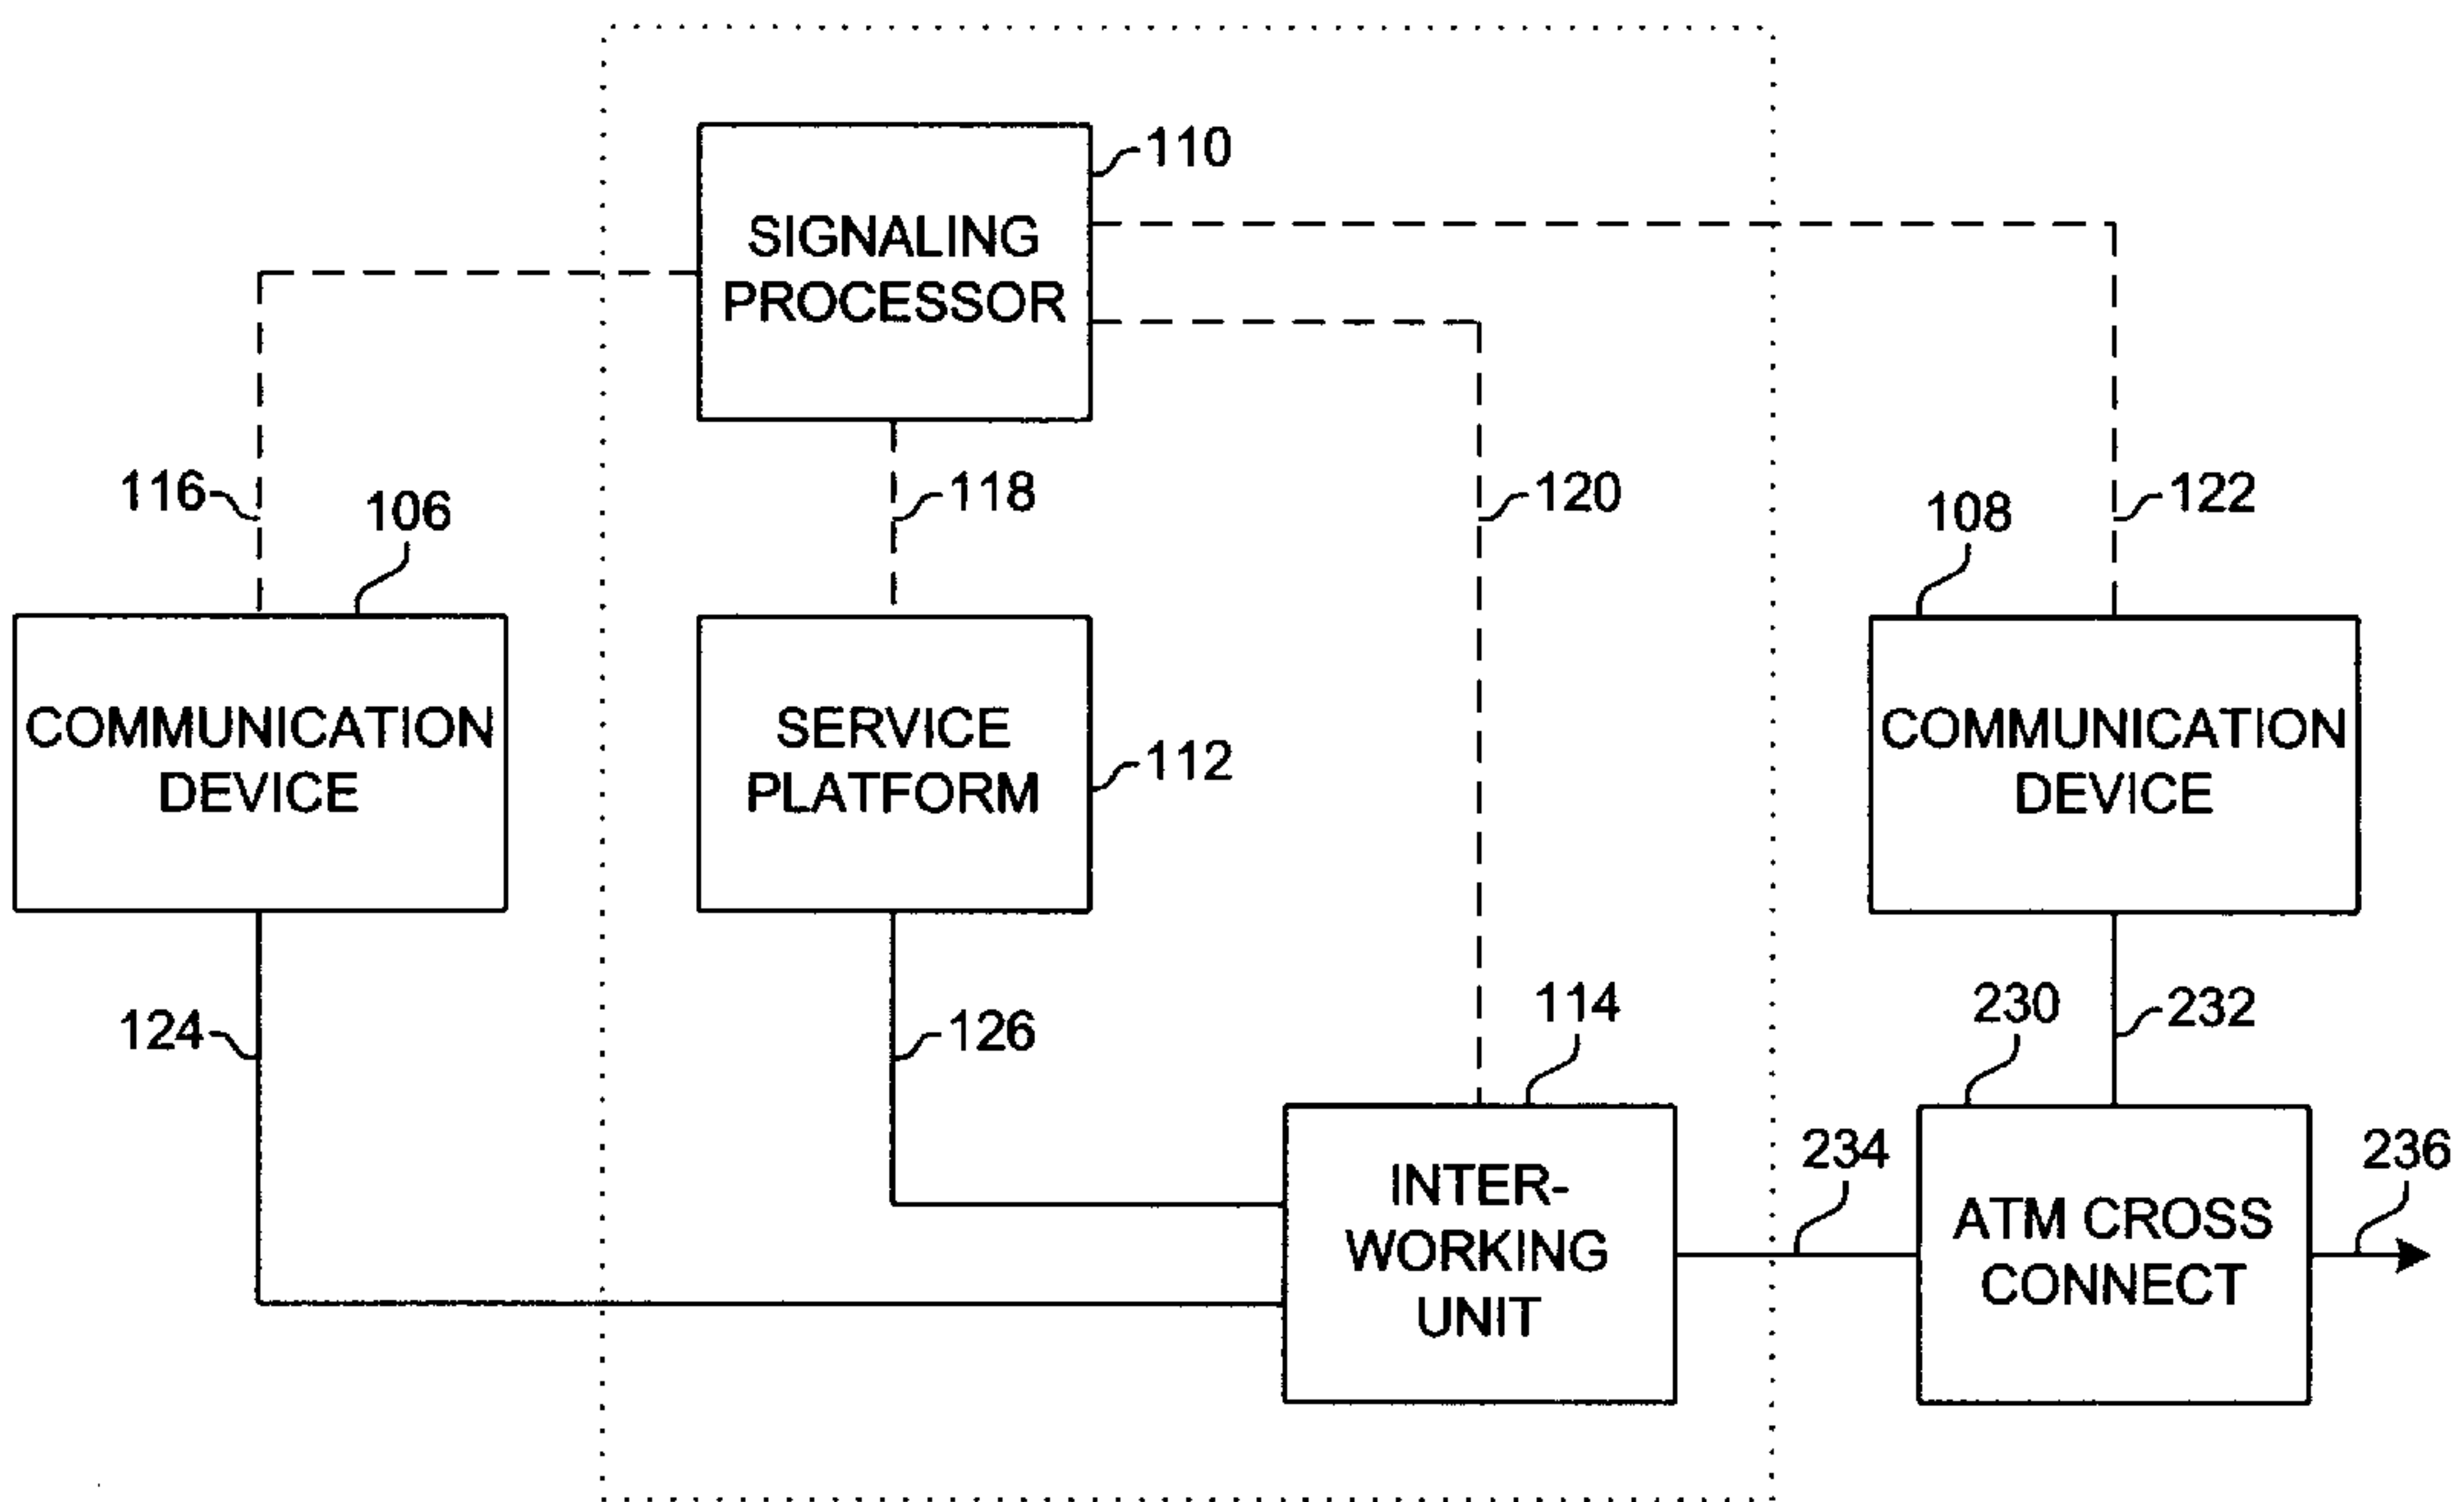 110
SIGNALING
PROCESSOR
116
106
118
120
108
122
COMMUNICATION
DEVICE
SERVICE
PLATFORM
112
COMMUNICATION
DEVICE
124
126
114
230
232
INTER-
WORKING
UNIT
234
ATM CROSS
CONNECT
236